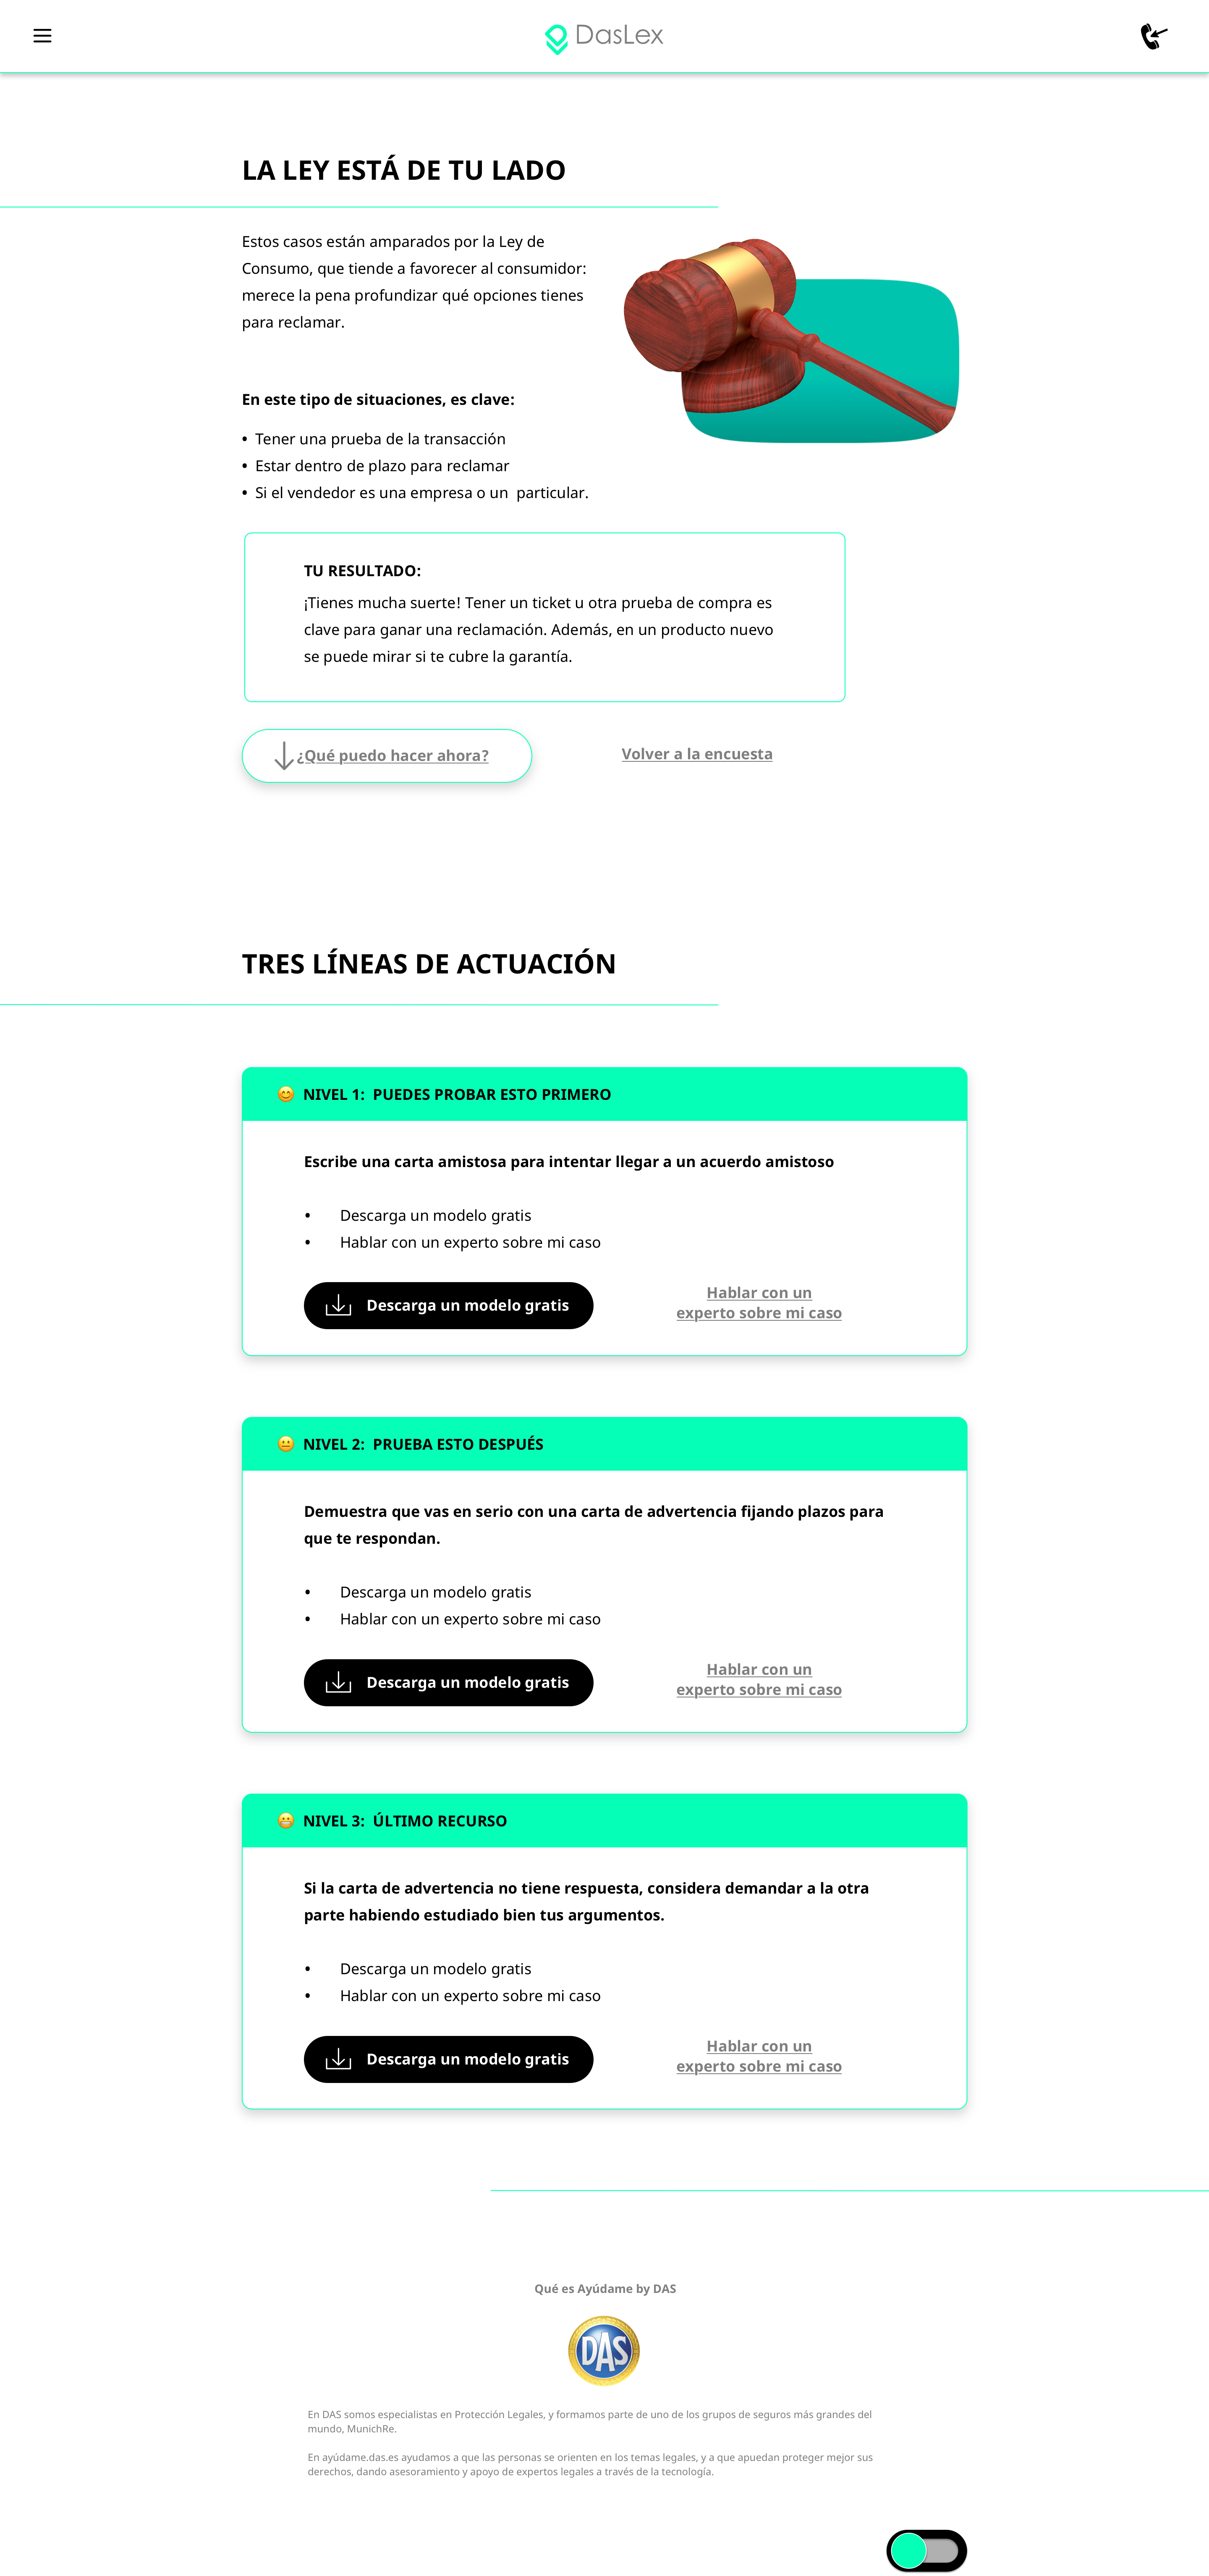 DasLex
LA LEY ESTÁ DE TU LADO
Estos casos están amparados por la Ley de
Consumo, que tiende a favorecer al consumidor:
merece la pena profundizar qué opciones tienes
para reclamar.
En este tipo de situaciones, es clave:
• Tener una prueba de la transacción
• Estar dentro de plazo para reclamar
• Si el vendedor es una empresa o un particular.
TU RESULTADO:
¡Tienes mucha suerte! Tener un ticket u otra prueba de compra es
clave para ganar una reclamación. Además, en un producto nuevo
se puede mirar si te cubre la garantía.
¿Qué puedo hacer ahora?
Volver a la encuesta
TRES LÍNEAS DE ACTUACIÓN
😊 NIVEL 1: PUEDES PROBAR ESTO PRIMERO
Escribe una carta amistosa para intentar llegar a un acuerdo amistoso
• Descarga un modelo gratis
• Hablar con un experto sobre mi caso
Descarga un modelo gratis
Hablar con un
experto sobre mi caso
😐 NIVEL 2: PRUEBA ESTO DESPUÉS
Demuestra que vas en serio con una carta de advertencia fijando plazos para
que te respondan.
• Descarga un modelo gratis
• Hablar con un experto sobre mi caso
Descarga un modelo gratis
Hablar con un
experto sobre mi caso
😬 NIVEL 3: ÚLTIMO RECURSO
Si la carta de advertencia no tiene respuesta, considera demandar a la otra
parte habiendo estudiado bien tus argumentos.
• Descarga un modelo gratis
• Hablar con un experto sobre mi caso
Descarga un modelo gratis
Hablar con un
experto sobre mi caso
Qué es Ayúdame by DAS
DAS
En DAS somos especialistas en Protección Legales, y formamos parte de uno de los grupos de seguros más grandes del
mundo, MunichRe.
En ayúdame.das.es ayudamos a que las personas se orienten en los temas legales, y a que apuedan proteger mejor sus
derechos, dando asesoramiento y apoyo de expertos legales a través de la tecnología.